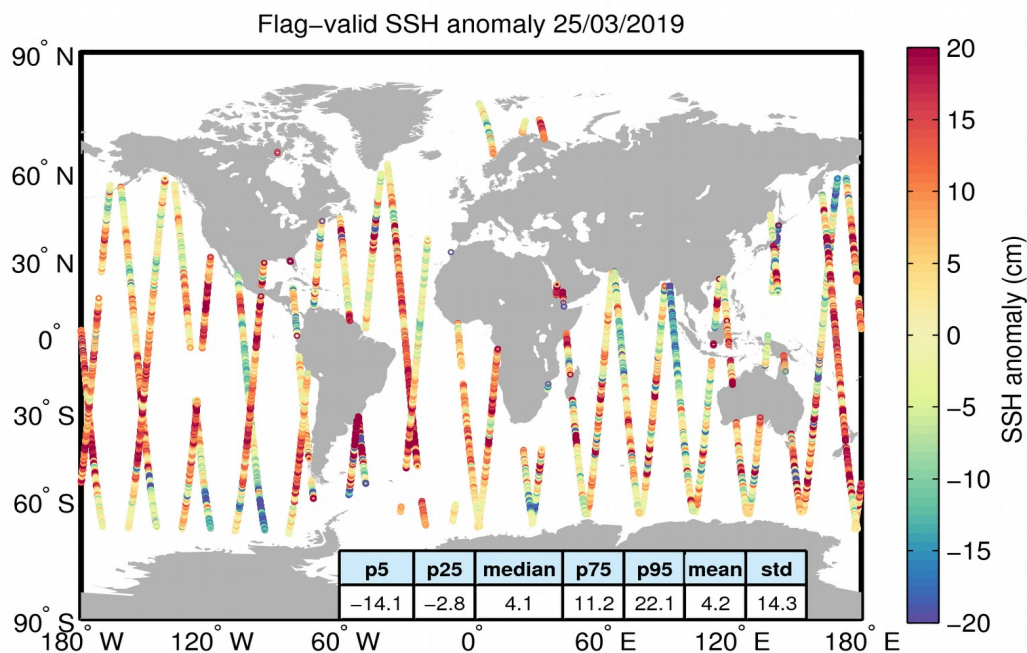 Flag−valid SSH anomaly 25/03/2019
90° N
60° N
30° N
0°
30° S
60° S
90° S
180° W
120° W
60° W
0°
60° E
120° E
180° E
p5 p25 median p75 p95 mean std
−14.1 −2.8 4.1 11.2 22.1 4.2 14.3
20
15
10
5
0
−5
−10
−15
−20
SSH anomaly (cm)